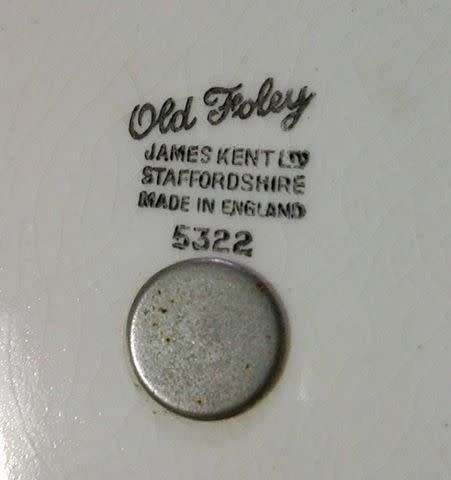 Old Foley
JAMES KENT LTD
STAFFORDSHIRE
MADE IN ENGLAND
5322